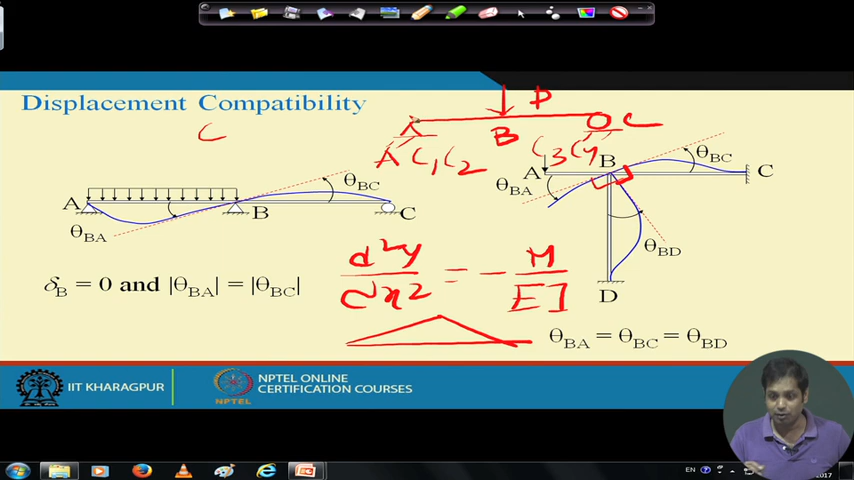 Displacement Compatibility
C
P
B
C
A
C1, C2
C3 C4
A
B
C
θBA
θBC
A
B
C
D
θBA
θBC
θBD
d²y/dx² = - M/EI
δB = 0 and |θBA| = |θBC|
θBA = θBC = θBD
IIT KHARAGPUR
NPTEL
NPTEL ONLINE
CERTIFICATION COURSES
EN
2017